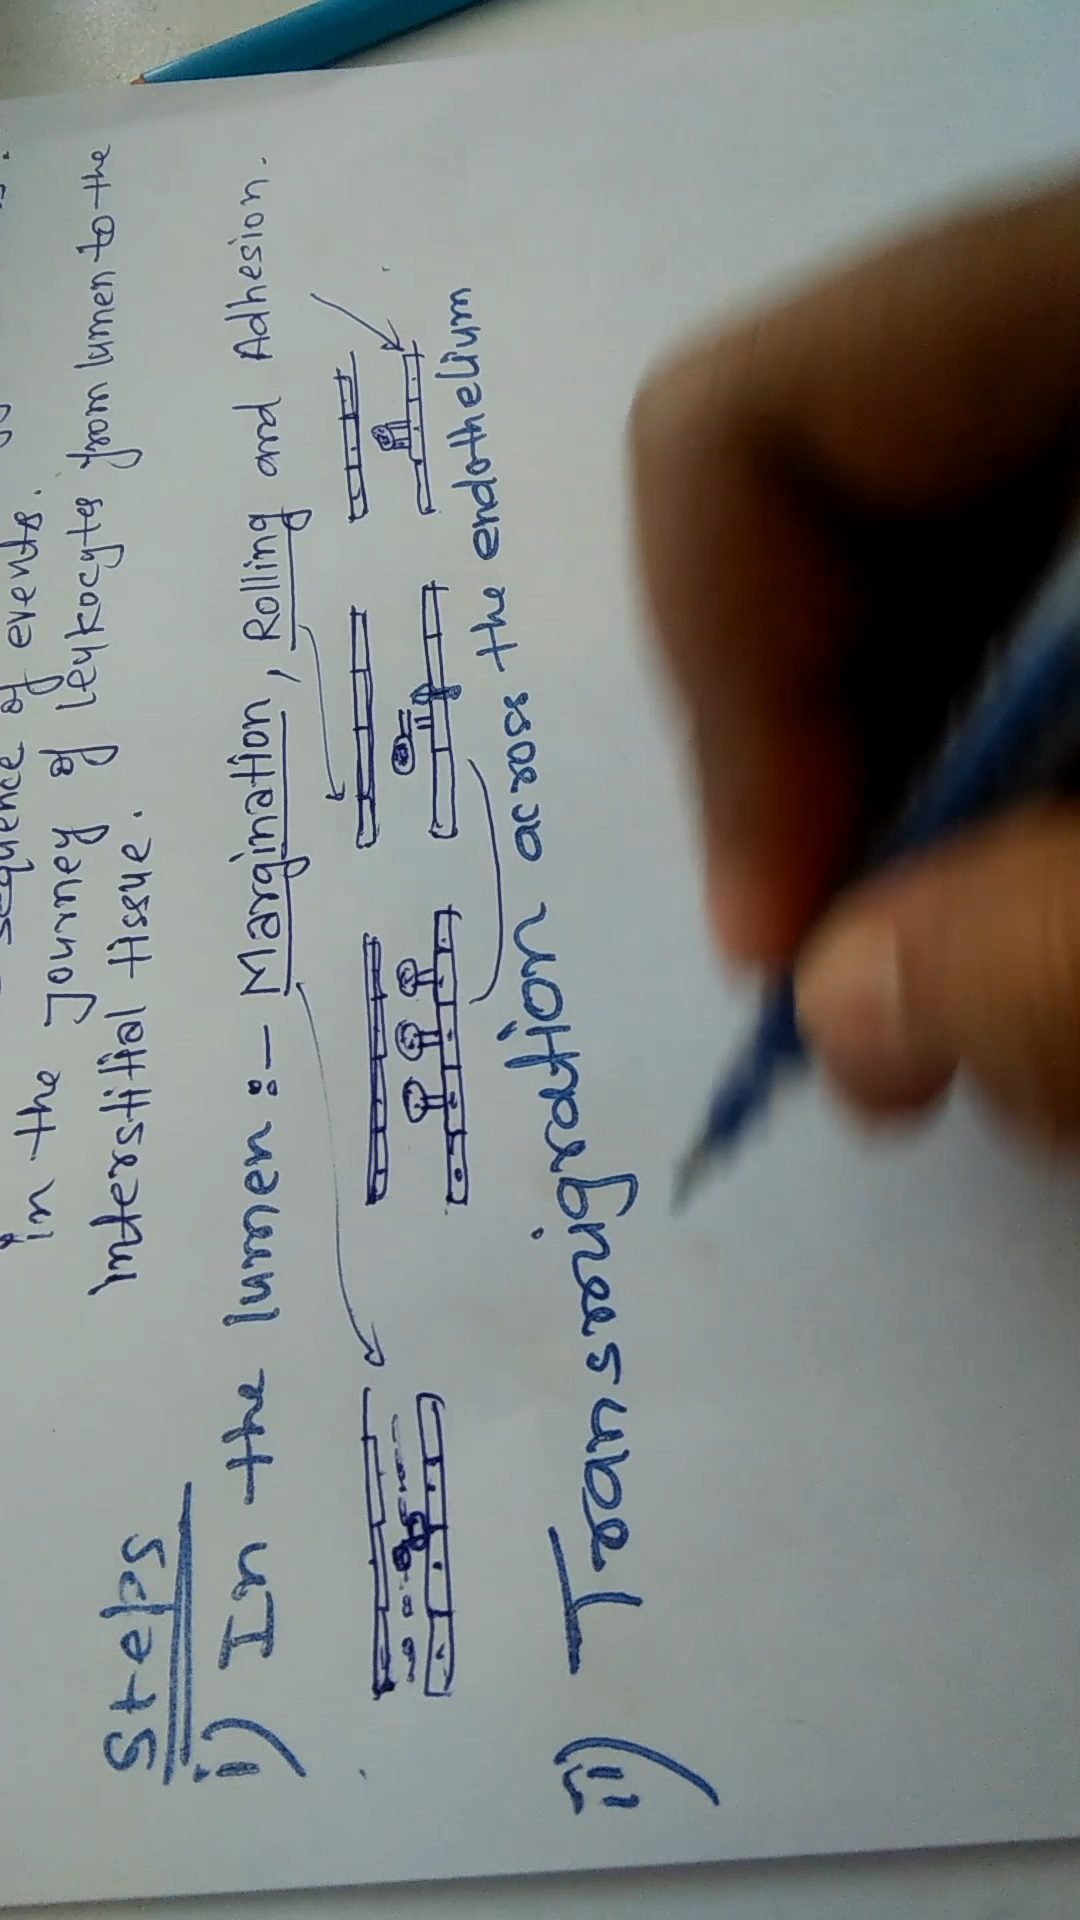 sequence of events.
in the Journey of leukocytes from lumen to the
interstitial tissue.
Steps
i) In the lumen :- Margination, Rolling and Adhesion.
ii) Transmigration across the endothelium